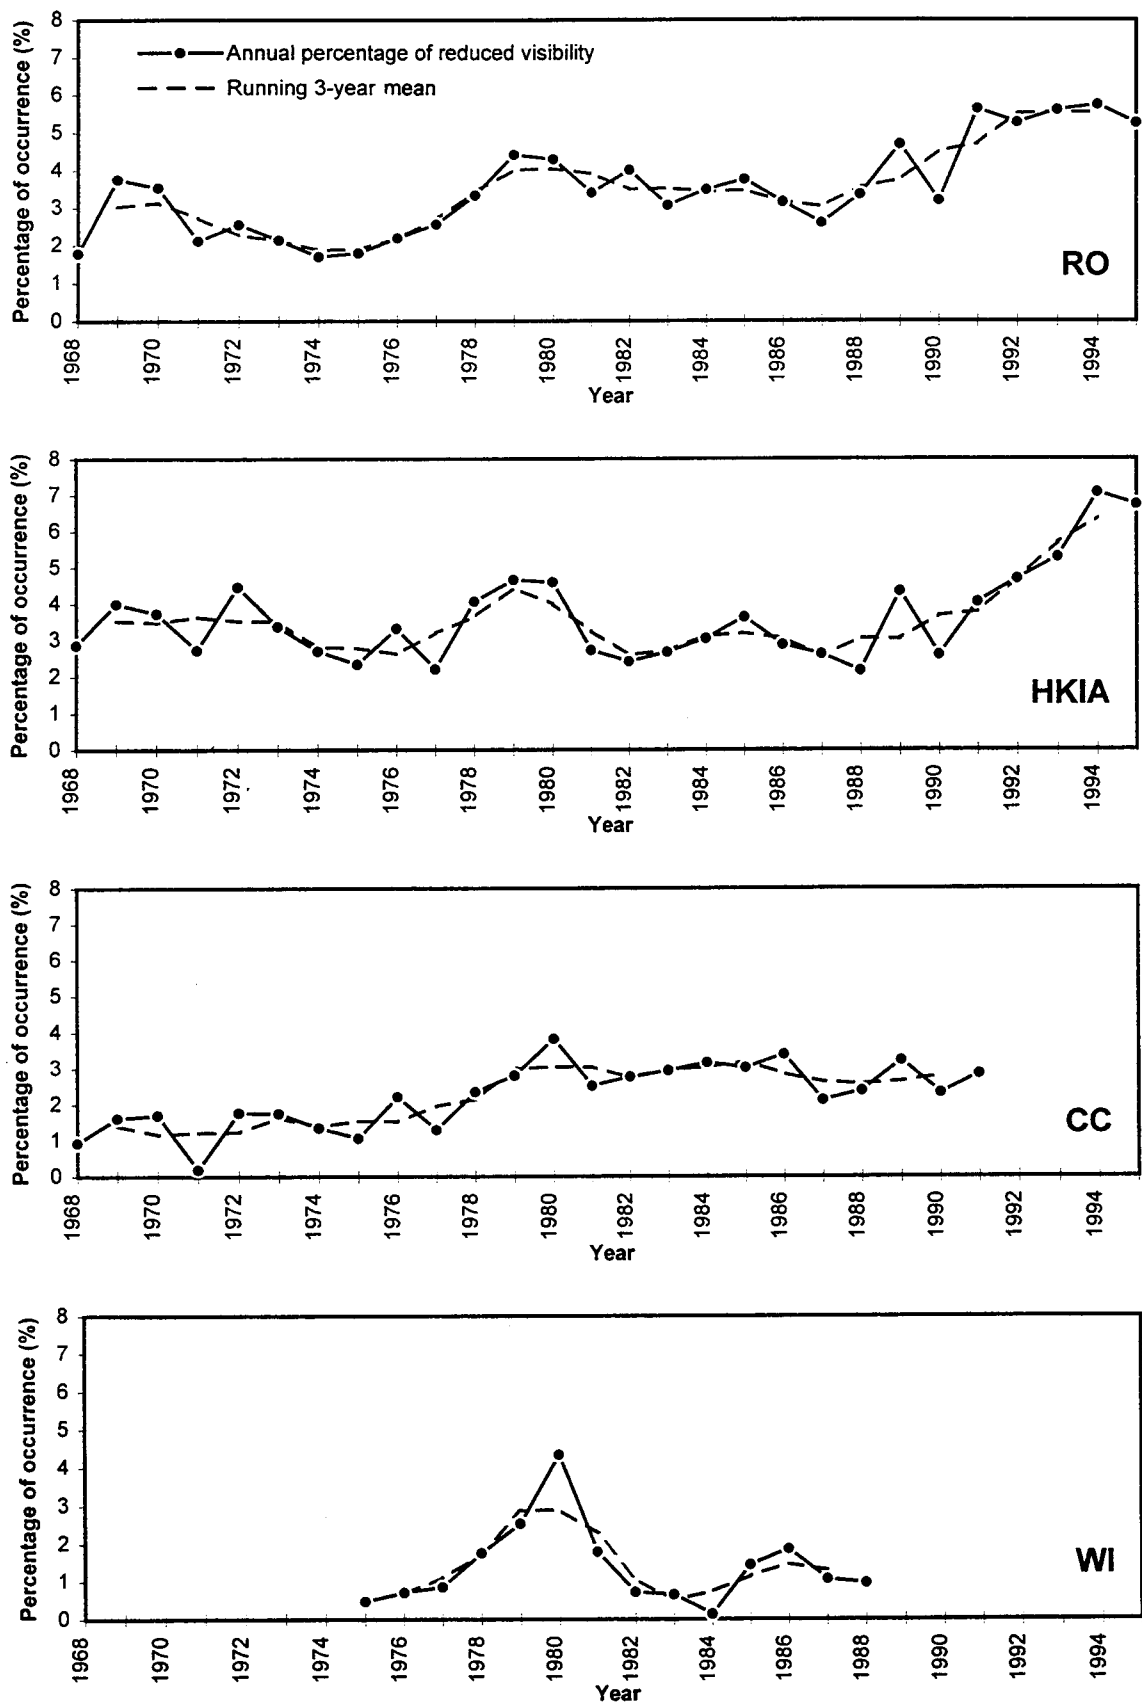 Percentage of occurrence (%)
8
7
6
5
4
3
2
1
0
Annual percentage of reduced visibility
Running 3-year mean
RO
1968 1970 1972 1974 1976 1978 1980 1982 1984 1986 1988 1990 1992 1994
Year
Percentage of occurrence (%)
8
7
6
5
4
3
2
1
0
HKIA
1968 1970 1972 1974 1976 1978 1980 1982 1984 1986 1988 1990 1992 1994
Year
Percentage of occurrence (%)
8
7
6
5
4
3
2
1
0
CC
1968 1970 1972 1974 1976 1978 1980 1982 1984 1986 1988 1990 1992 1994
Year
Percentage of occurrence (%)
8
7
6
5
4
3
2
1
0
WI
1968 1970 1972 1974 1976 1978 1980 1982 1984 1986 1988 1990 1992 1994
Year